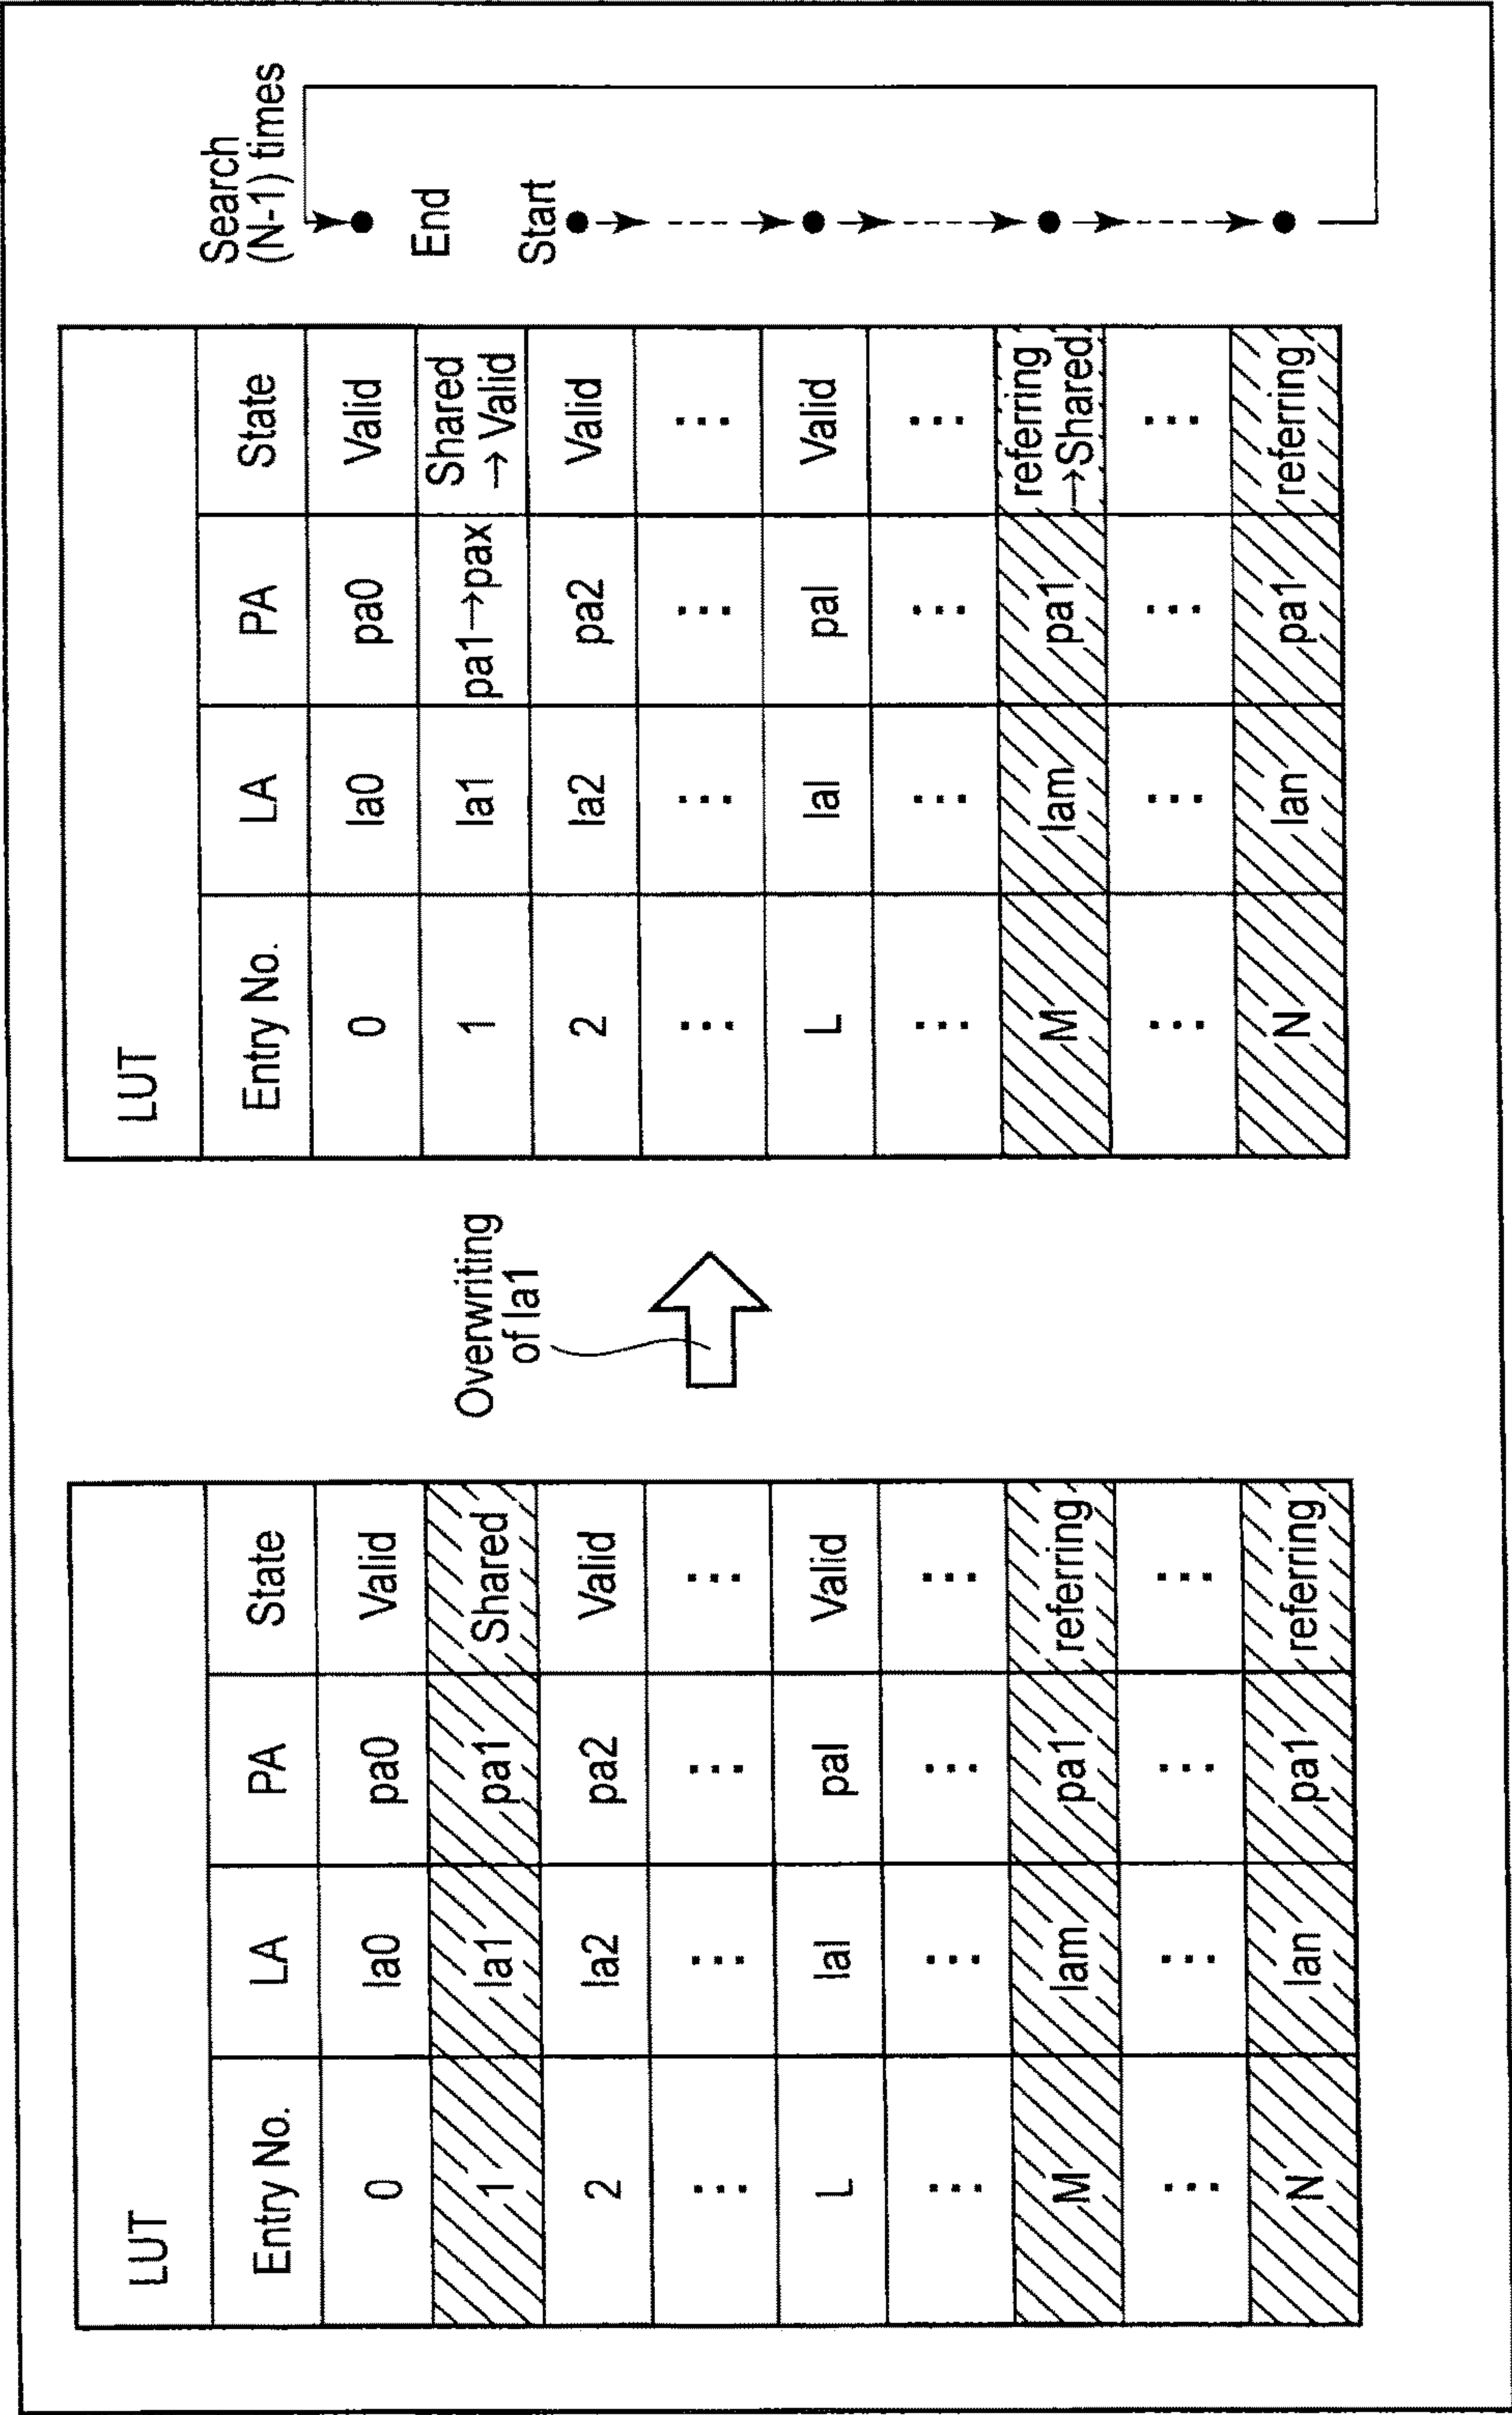 LUT
Entry No. LA PA State
0 la0 pa0 Valid
1 la1 pa1 Shared
2 la2 pa2 Valid
⋮ ⋮ ⋮ ⋮
L lal pal Valid
⋮ ⋮ ⋮ ⋮
M lam pa1 referring
⋮ ⋮ ⋮ ⋮
N lan pa1 referring
Overwriting
of la1
LUT
Entry No. LA PA State
0 la0 pa0 Valid
1 la1 pa1→pax Shared
→ Valid
2 la2 pa2 Valid
⋮ ⋮ ⋮ ⋮
L lal pal Valid
⋮ ⋮ ⋮ ⋮
M lam pa1 referring
→Shared
⋮ ⋮ ⋮ ⋮
N lan pa1 referring
Search
(N-1) times
End
Start